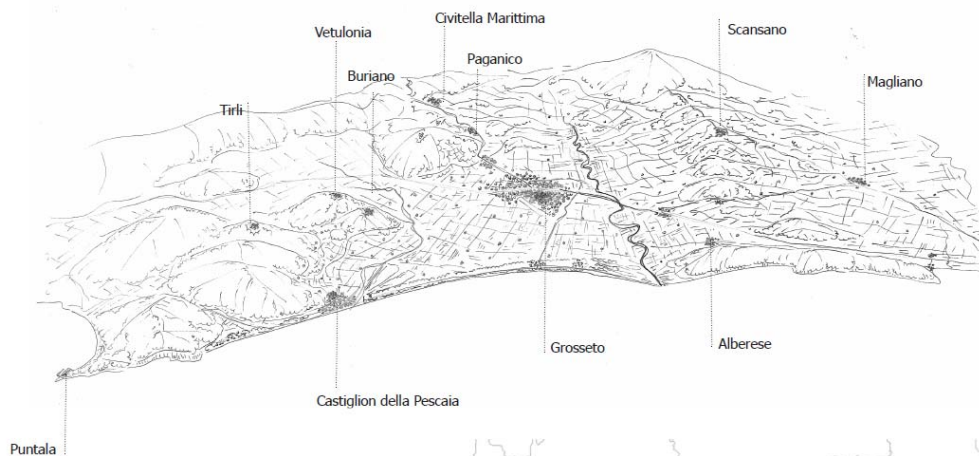 Civitella Marittima
Scansano
Vetulonia
Paganico
Buriano
Magliano
Tirli
Grosseto
Alberese
Castiglion della Pescaia
Puntala